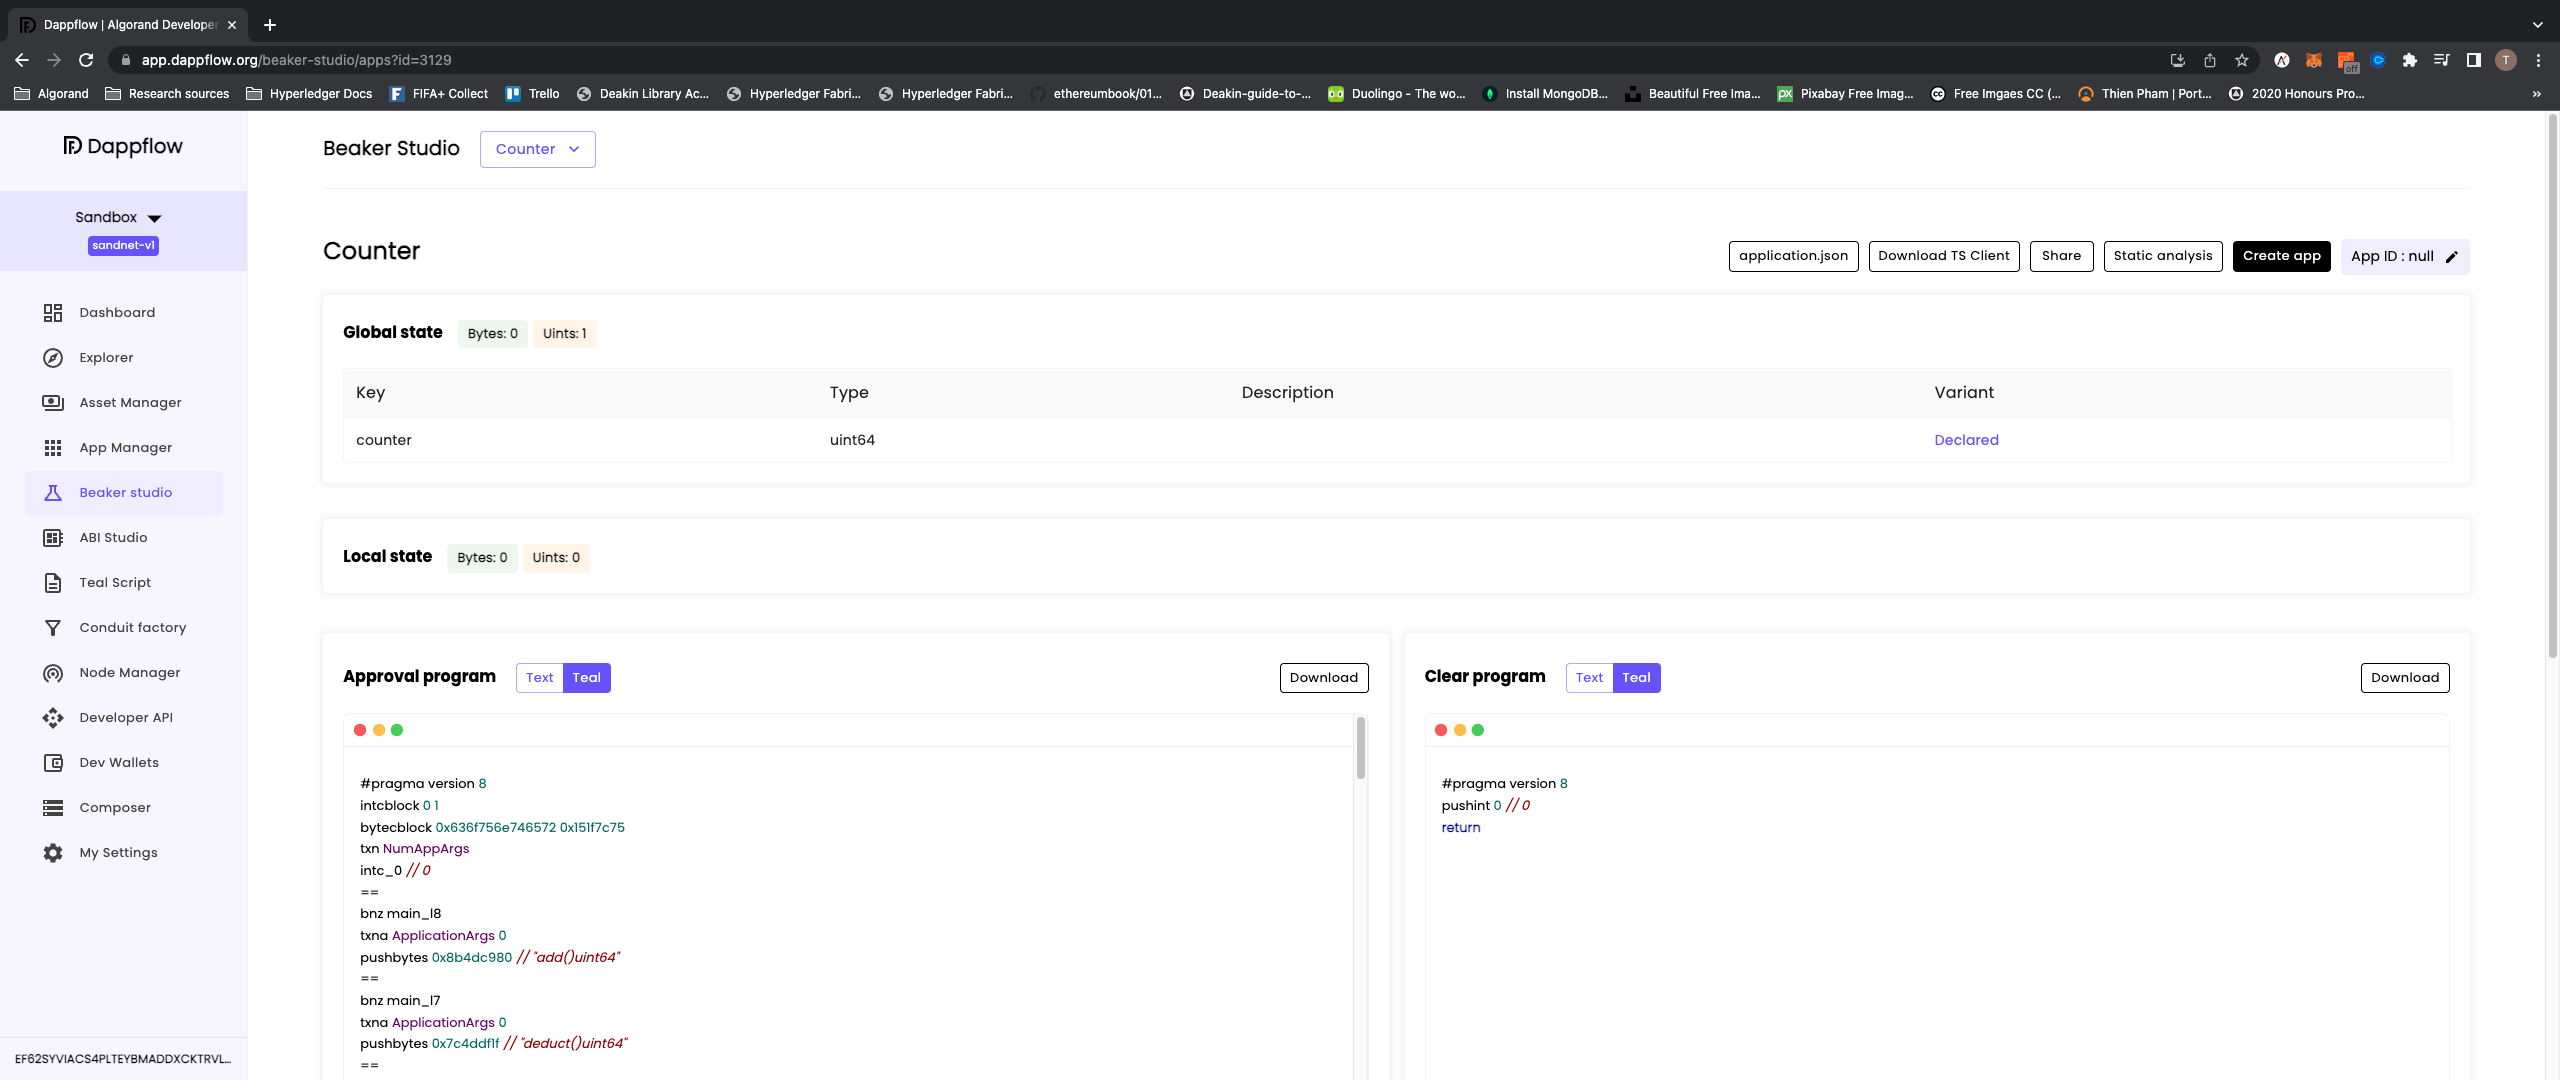 Dappflow | Algorand Developer
app.dappflow.org/beaker-studio/apps?id=3129
off
T
Algorand
Research sources
Hyperledger Docs
FIFA+ Collect
Trello
Deakin Library Ac...
Hyperledger Fabri...
Hyperledger Fabri...
ethereumbook/01...
Deakin-guide-to-...
Duolingo - The wo...
Install MongoDB...
Beautiful Free Ima...
Pixabay Free Imag...
Free Imgaes CC (...
Thien Pham | Port...
2020 Honours Pro...
Dappflow
Sandbox
sandnet-v1
Dashboard
Explorer
Asset Manager
App Manager
Beaker studio
ABI Studio
Teal Script
Conduit factory
Node Manager
Developer API
Dev Wallets
Composer
My Settings
EF62SYVIACS4PLTEYBMADDXCKTRVL...
Beaker Studio
Counter
Counter
application.json
Download TS Client
Share
Static analysis
Create app
App ID : null
Global state
Bytes: 0
Uints: 1
Key Type Description Variant
counter uint64 Declared
Local state
Bytes: 0
Uints: 0
Approval program
Text
Teal
Download
#pragma version 8
intcblock 0 1
bytecblock 0x636f756e746572 0x151f7c75
txn NumAppArgs
intc_0 // 0
==
bnz main_l8
txna ApplicationArgs 0
pushbytes 0x8b4dc980 // "add()uint64"
==
bnz main_l7
txna ApplicationArgs 0
pushbytes 0x7c4ddf1f // "deduct()uint64"
==
Clear program
Text
Teal
Download
#pragma version 8
pushint 0 // 0
return